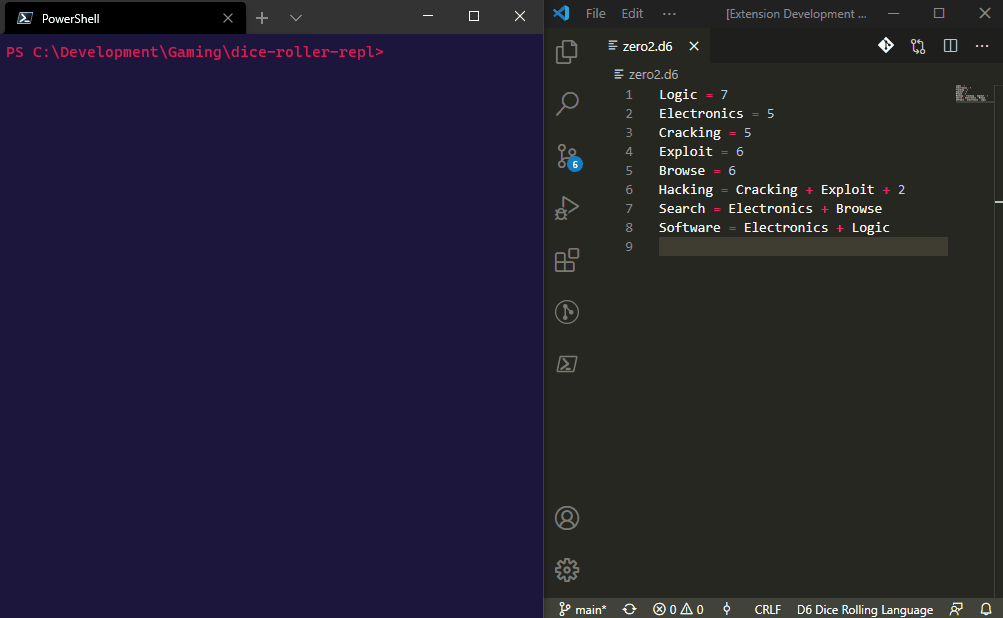 PowerShell
PS C:\Development\Gaming\dice-roller-repl>
File Edit ··· [Extension Development ...
zero2.d6
zero2.d6
1 Logic = 7
2 Electronics = 5
3 Cracking = 5
4 Exploit = 6
5 Browse = 6
6 Hacking = Cracking + Exploit + 2
7 Search = Electronics + Browse
8 Software = Electronics + Logic
9
6
main* 0 0 CRLF D6 Dice Rolling Language